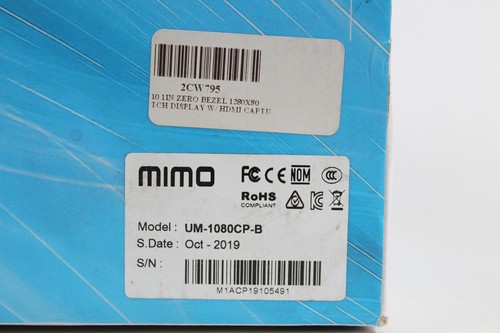 2CW795
10.1IN ZERO BEZEL 1280X80
TCH DISPLAY W/ HDMI CAPTU
mimo
FC CE NOM CCC
RoHS
COMPLIANT
Model : UM-1080CP-B
S.Date : Oct - 2019
S/N :
M1ACP19105491